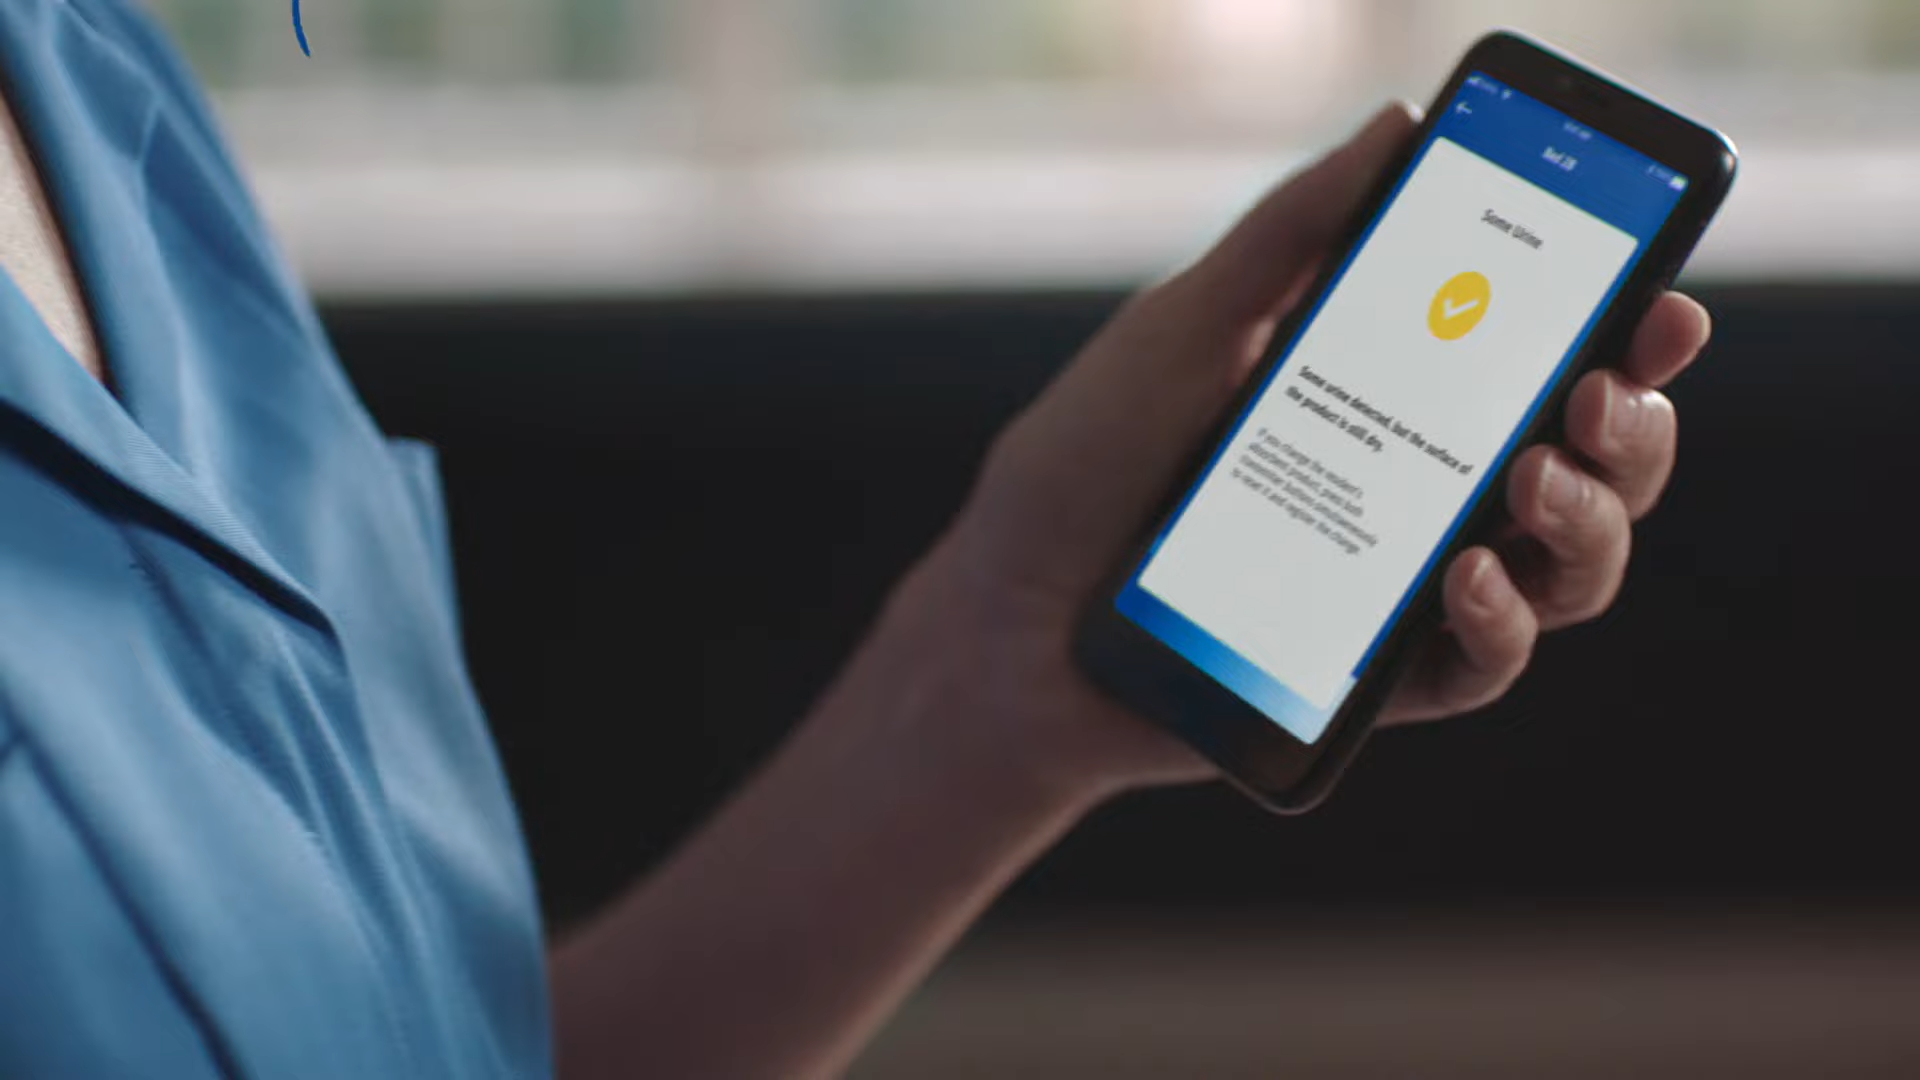 Bed 28
Some Urine
Some urine detected, but the surface of
the product is still dry.
If you change the resident's
absorbent product, press both
transmitter buttons simultaneously
to reset it and register the change.